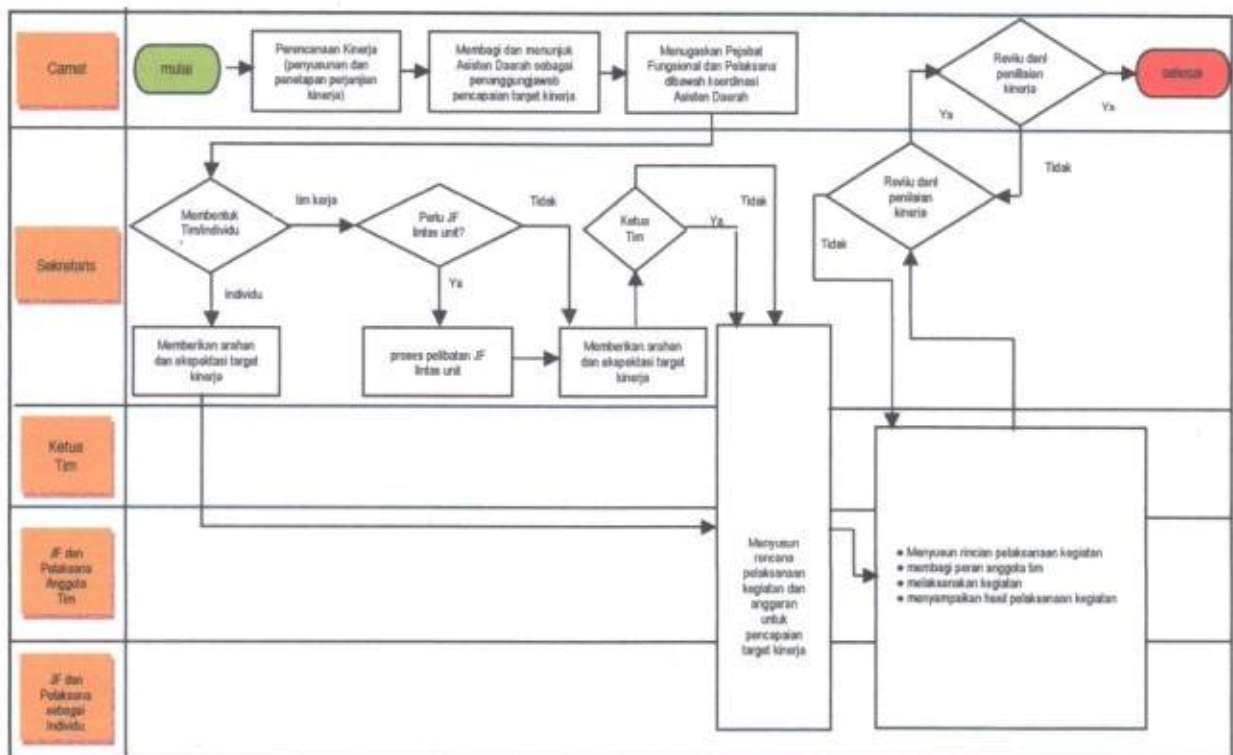 Camat
mulai
Perencanaan Kinerja
(penyusunan dan
penetapan perjanjian
kinerja)
Membagi dan menunjuk
Asisten Daerah sebagai
penanggungjawab
pencapaian target kinerja
Menugaskan Pejabat
Fungsional dan Pelaksana
dibawah koordinasi
Asisten Daerah
Reviu dan
penilaian
kinerja
selesai
Ya
Ya
Tidak
Sekretaris
Membentuk
Tim/Individu
tim kerja
Perlu JF
lintas unit?
Tidak
Ketua
Tim
Ya
Tidak
Reviu dan
penilaian
kinerja
Tidak
Individu
Ya
Memberikan arahan
dan ekspektasi target
kinerja
proses pelibatan JF
lintas unit
Memberikan arahan
dan ekspektasi target
kinerja
Ketua
Tim
JF dan
Pelaksana
Anggota
Tim
Menyusun
rencana
pelaksanaan
kegiatan dan
anggaran
untuk
pencapaian
target kinerja
• Menyusun rincian pelaksanaan kegiatan
• membagi peran anggota tim
• melaksanakan kegiatan
• menyampaikan hasil pelaksanaan kegiatan
JF dan
Pelaksana
sebagai
Individu